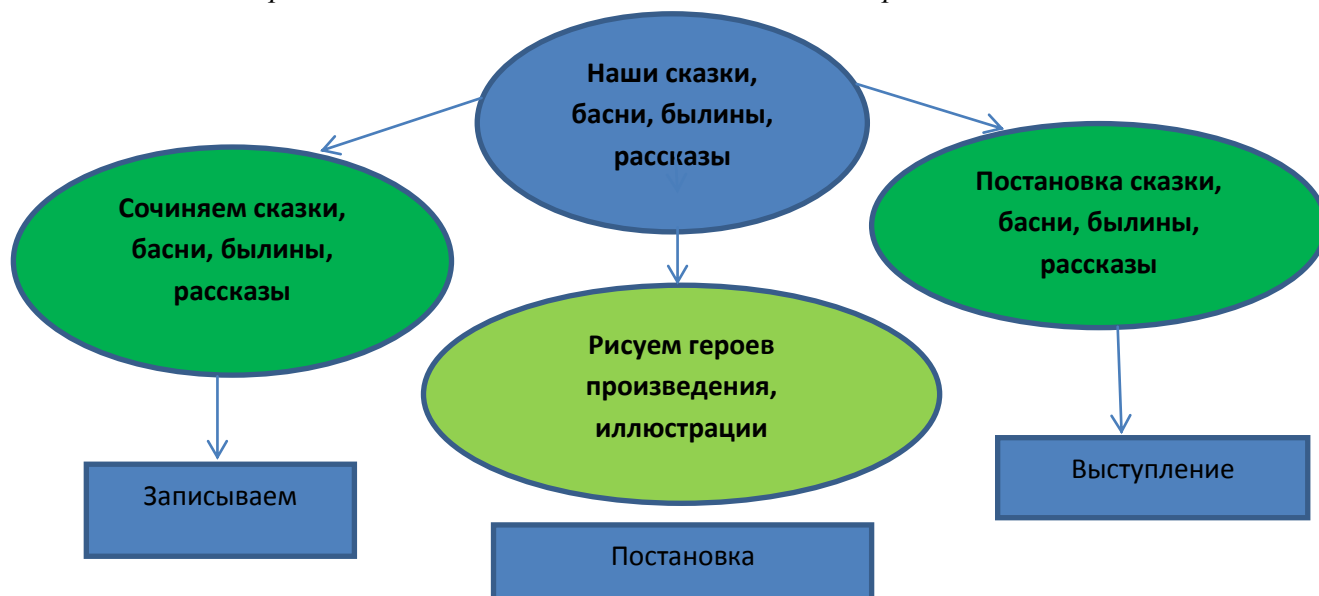 Наши сказки,
басни, былины,
рассказы
Сочиняем сказки,
басни, былины,
рассказы
Постановка сказки,
басни, былины,
рассказы
Рисуем героев
произведения,
иллюстрации
Записываем
Выступление
Постановка